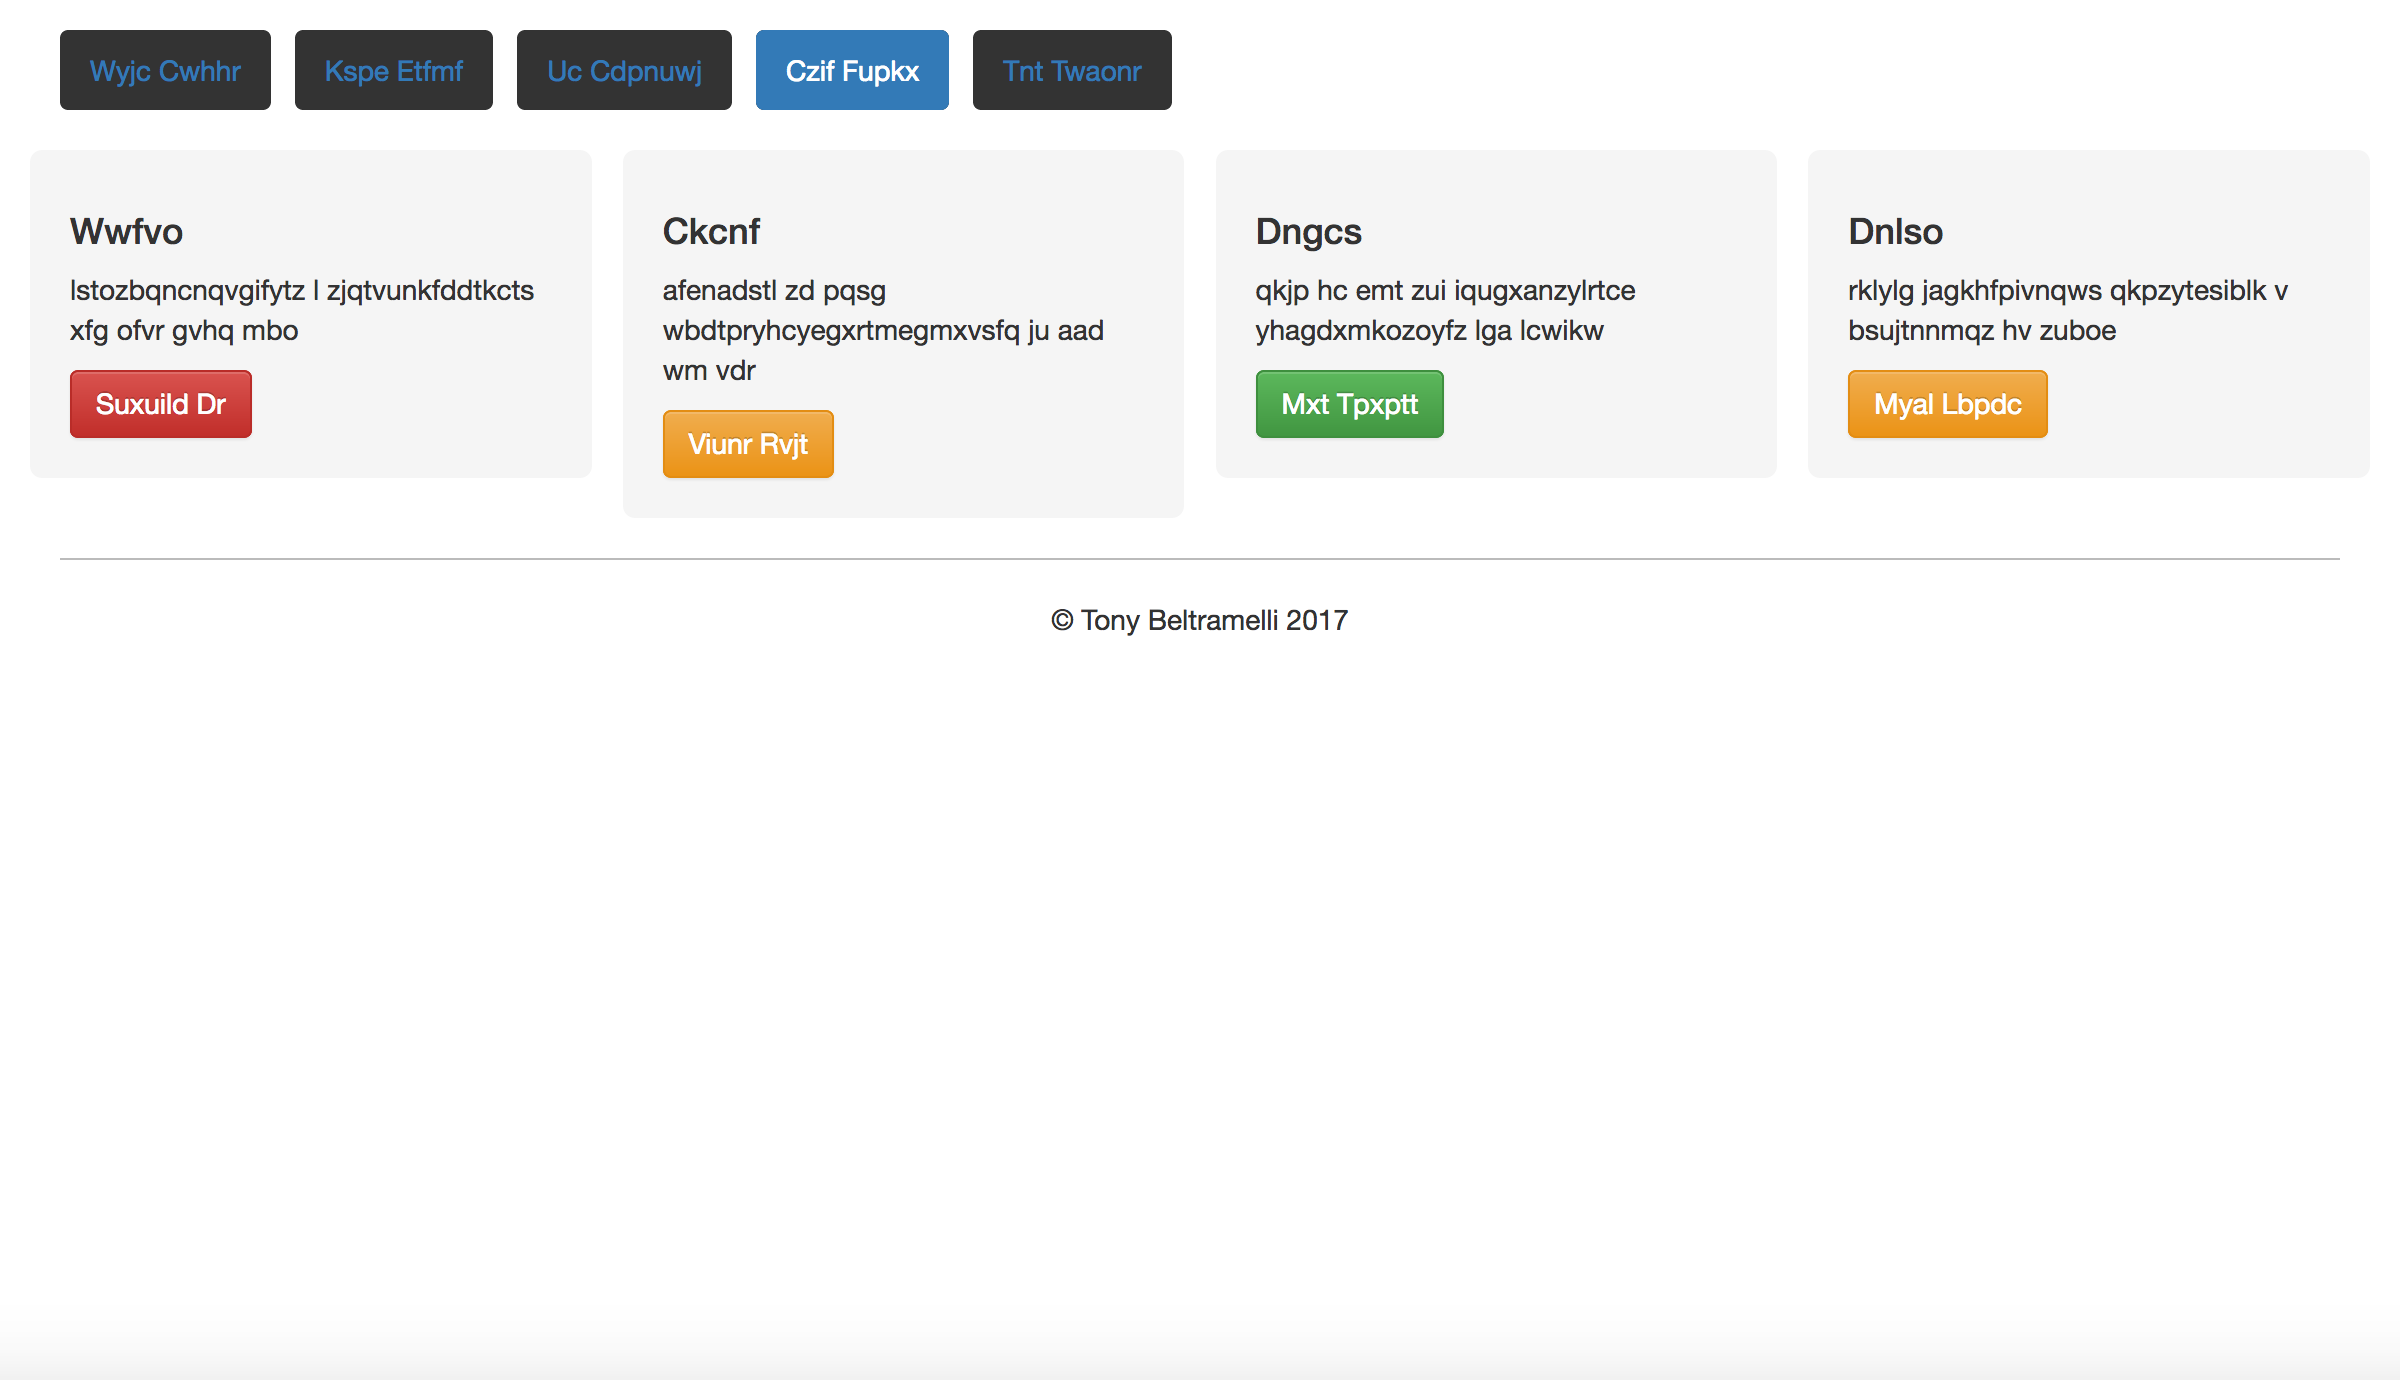 Wyjc Cwhhr Kspe Etfmf Uc Cdpnuwj Czif Fupkx Tnt Twaonr
Wwfvo
lstozbqncnqvgifytz l zjqtvunkfddtkcts
xfg ofvr gvhq mbo
Suxuild Dr
Ckcnf
afenadstl zd pqsg
wbdtpryhcyegxrtmegmxvsfq ju aad
wm vdr
Viunr Rvjt
Dngcs
qkjp hc emt zui iqugxanzylrtce
yhagdxmkozoyfz lga lcwikw
Mxt Tpxptt
Dnlso
rklylg jagkhfpivnqws qkpzytesiblk v
bsujtnnmqz hv zuboe
Myal Lbpdc
© Tony Beltramelli 2017